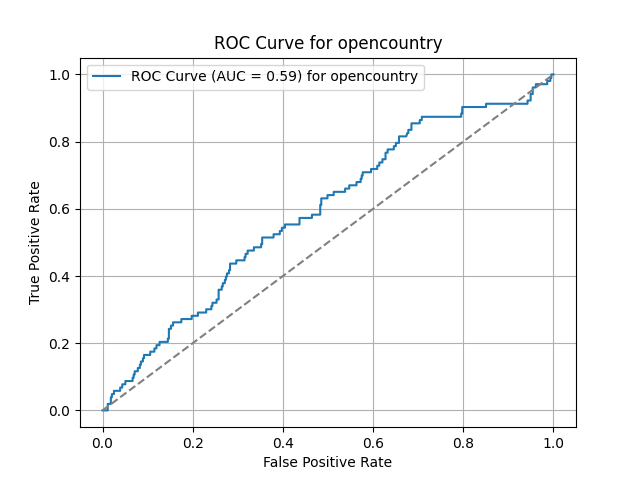 ROC Curve for opencountry
ROC Curve (AUC = 0.59) for opencountry
True Positive Rate
1.0
0.8
0.6
0.4
0.2
0.0
0.0 0.2 0.4 0.6 0.8 1.0
False Positive Rate